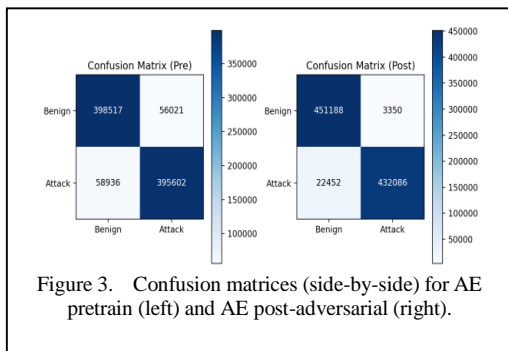 Confusion Matrix (Pre)
Benign
398517
56021
Attack
58936
395602
Benign
Attack
350000
300000
250000
200000
150000
100000
Confusion Matrix (Post)
Benign
451188
3350
Attack
22452
432086
Benign
Attack
450000
400000
350000
300000
250000
200000
150000
100000
50000
Figure 3. Confusion matrices (side-by-side) for AE
pretrain (left) and AE post-adversarial (right).